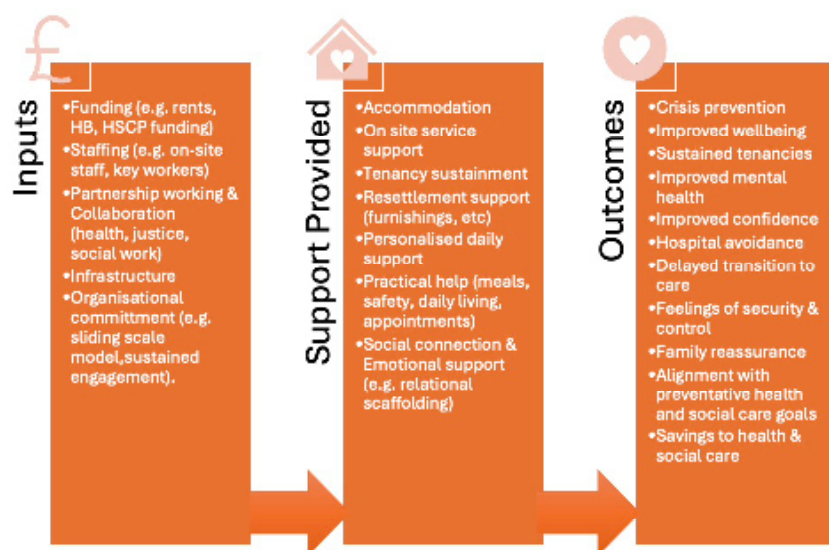 £
Inputs
•Funding (e.g. rents,
HB, HSCP funding)
•Staffing (e.g. on-site
staff, key workers)
•Partnership working &
Collaboration
(health, justice,
social work)
•Infrastructure
•Organisational
committment (e.g.
sliding scale
model,sustained
engagement).
Support Provided
•Accommodation
•On site service
support
•Tenancy sustainment
•Resettlement support
(furnishings, etc)
•Personalised daily
support
•Practical help (meals,
safety, daily living,
appointments)
•Social connection &
Emotional support
(e.g. relational
scaffolding)
Outcomes
•Crisis prevention
•Improved wellbeing
•Sustained tenancies
•Improved mental
health
•Improved confidence
•Hospital avoidance
•Delayed transition to
care
•Feelings of security &
control
•Family reassurance
•Alignment with
preventative health
and social care goals
•Savings to health &
social care